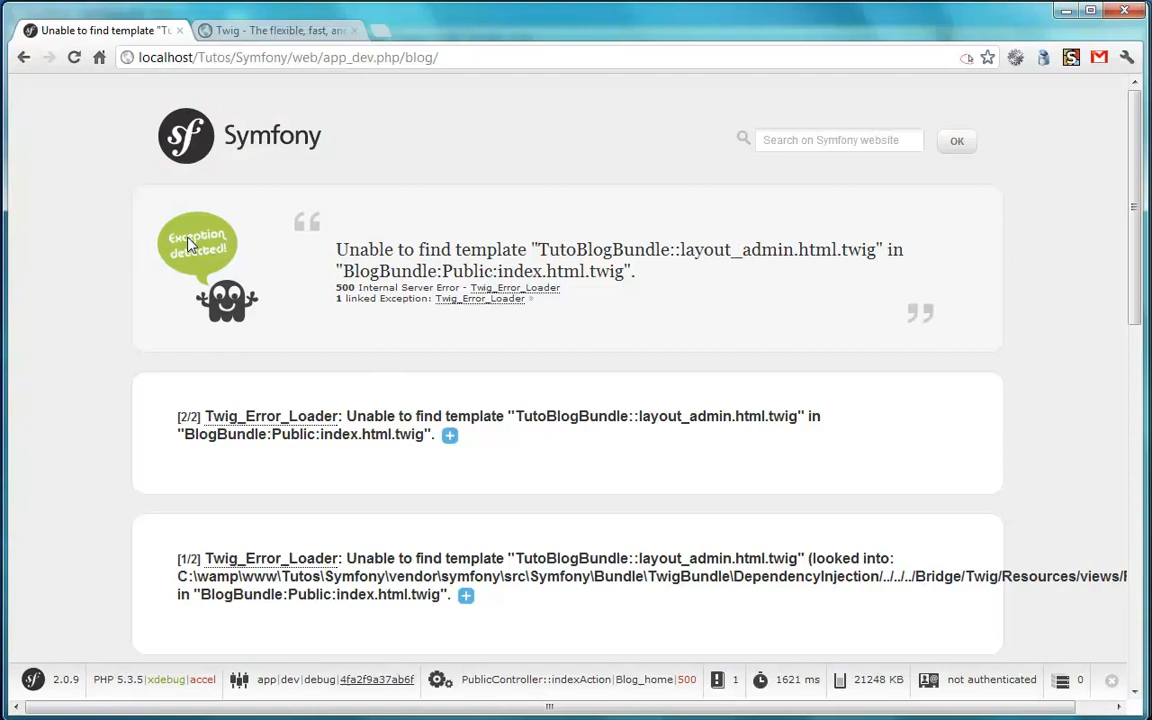 Unable to find template "Tu
Twig - The flexible, fast, an
localhost/Tutos/Symfony/web/app_dev.php/blog/
sf Symfony
Search on Symfony website
OK
Exception
detected!
Unable to find template "TutoBlogBundle::layout_admin.html.twig" in
"BlogBundle:Public:index.html.twig".
500 Internal Server Error - Twig_Error_Loader
1 linked Exception: Twig_Error_Loader »
[2/2] Twig_Error_Loader: Unable to find template "TutoBlogBundle::layout_admin.html.twig" in
"BlogBundle:Public:index.html.twig".
[1/2] Twig_Error_Loader: Unable to find template "TutoBlogBundle::layout_admin.html.twig" (looked into:
C:\wamp\www\Tutos\Symfony\vendor\symfony\src\Symfony\Bundle\TwigBundle\DependencyInjection/../../../Bridge/Twig/Resources/views/F
in "BlogBundle:Public:index.html.twig".
sf 2.0.9 PHP 5.3.5|xdebug|accel app|dev|debug|4fa2f9a37ab6f PublicController::indexAction|Blog_home|500 1 1621 ms 21248 KB not authenticated 0